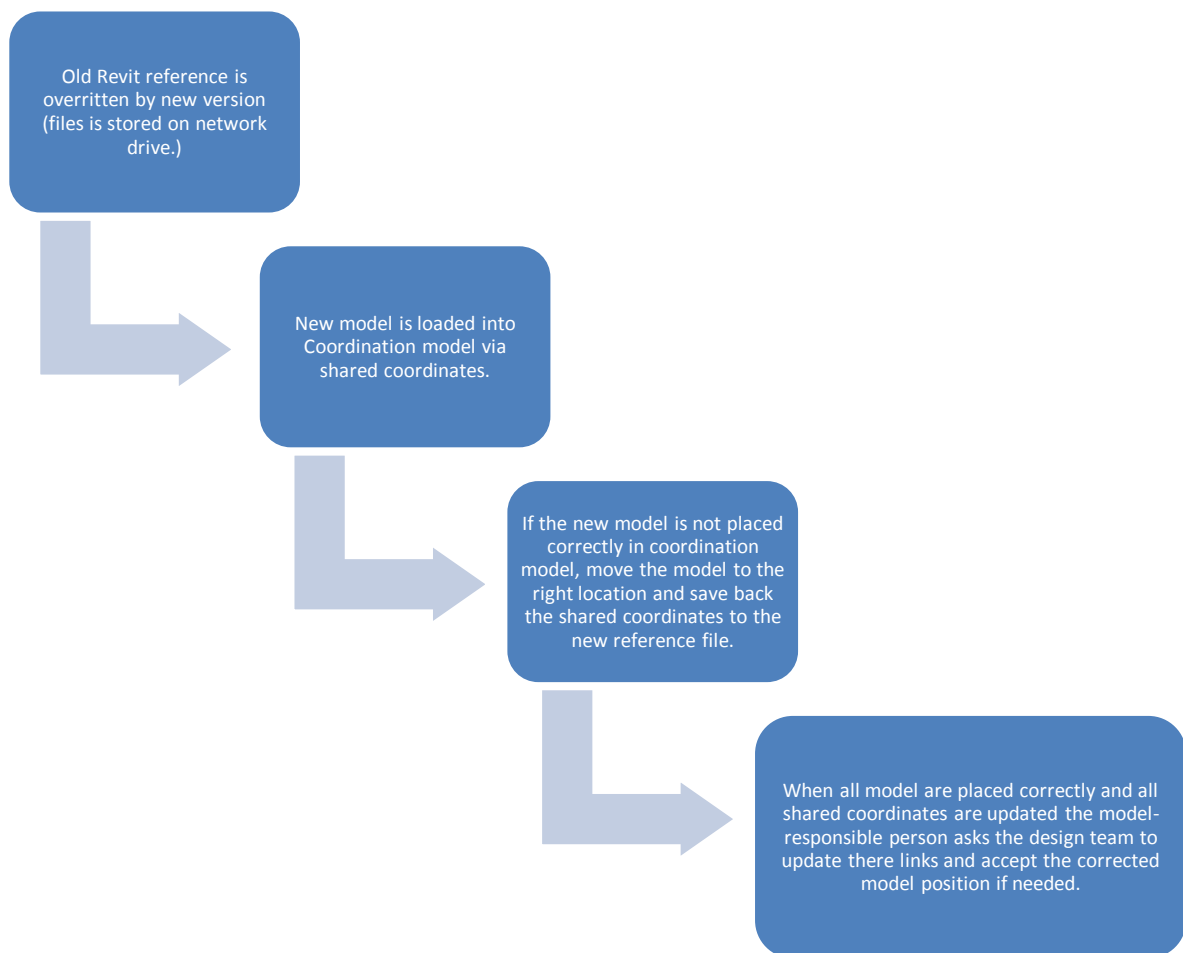 Old Revit reference is
overritten by new version
(files is stored on network
drive.)
New model is loaded into
Coordination model via
shared coordinates.
If the new model is not placed
correctly in coordination
model, move the model to the
right location and save back
the shared coordinates to the
new reference file.
When all model are placed correctly and all
shared coordinates are updated the model-
responsible person asks the design team to
update there links and accept the corrected
model position if needed.